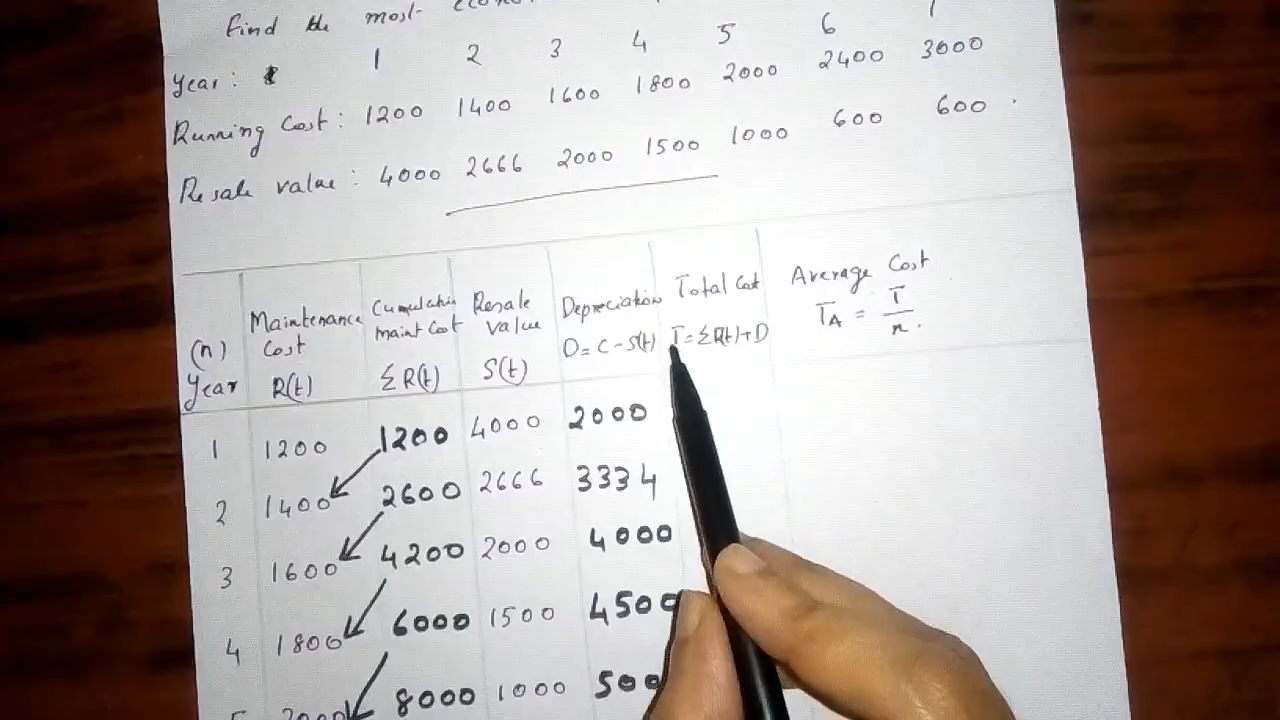 Find the most
year: 1 2 3 4 5 6
Running Cost: 1200 1400 1600 1800 2000 2400 3000
Resale value: 4000 2666 2000 1500 1000 600 600.
(n) year Maintenance Cost R(t) Cumulative maint Cost ΣR(t) Resale value S(t) Depreciation D = C - S(t) Total Cost T = ΣR(t)+D Average Cost T̄A = T̄/n.
1 1200 1200 4000 2000
2 1400 2600 2666 3334
3 1600 4200 2000 4000
4 1800 6000 1500 4500
8000 1000